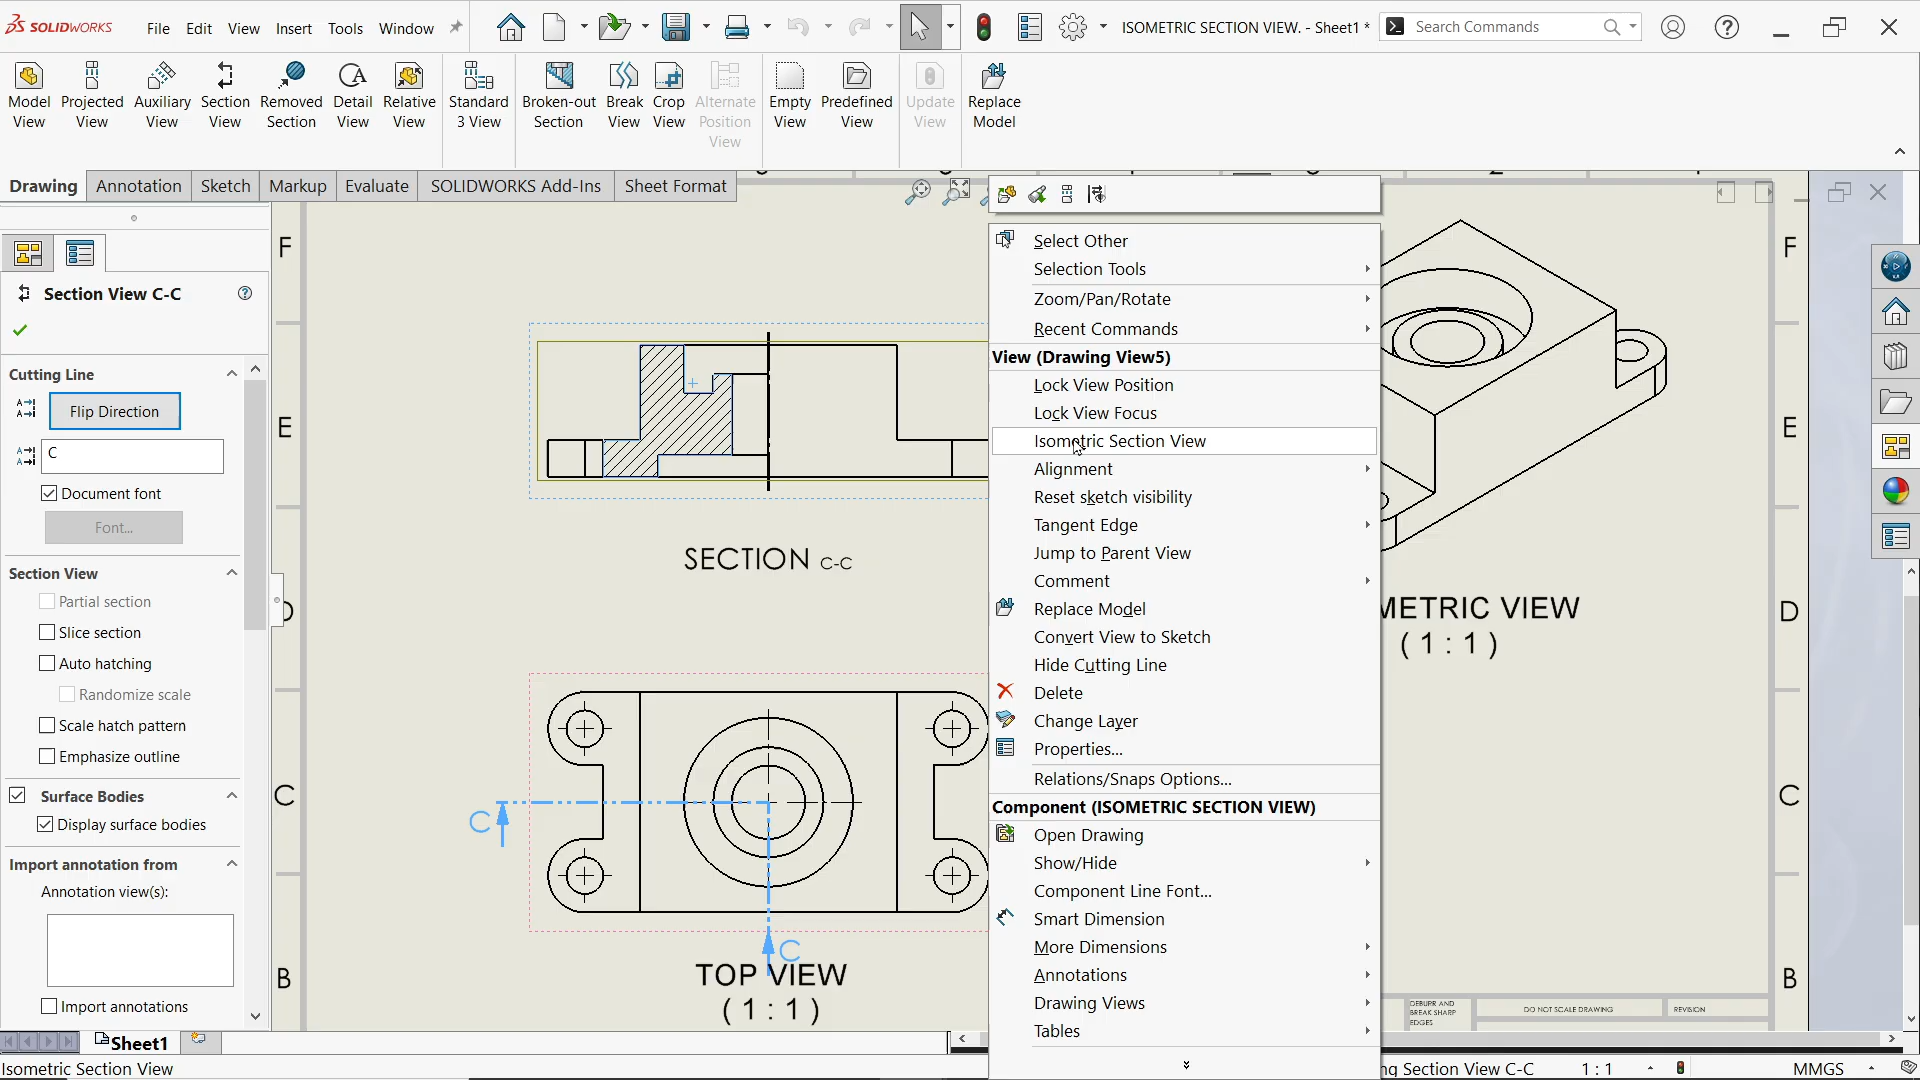 SOLIDWORKS File Edit View Insert Tools Window ISOMETRIC SECTION VIEW. - Sheet1 * Search Commands
Model View
Projected View
Auxiliary View
Section View
Removed Section
Detail View
Relative View
Standard 3 View
Broken-out Section
Break View
Crop View
Alternate Position View
Empty View
Predefined View
Update View
Replace Model
Drawing Annotation Sketch Markup Evaluate SOLIDWORKS Add-Ins Sheet Format
Section View C-C
Cutting Line
Flip Direction
C
Document font
Font...
Section View
Partial section
Slice section
Auto hatching
Randomize scale
Scale hatch pattern
Emphasize outline
Surface Bodies
Display surface bodies
Import annotation from
Annotation view(s):
Import annotations
F
E
C
B
SECTION C-C
C
C
TOP VIEW
(1:1)
Select Other
Selection Tools
Zoom/Pan/Rotate
Recent Commands
View (Drawing View5)
Lock View Position
Lock View Focus
Isometric Section View
Alignment
Reset sketch visibility
Tangent Edge
Jump to Parent View
Comment
Replace Model
Convert View to Sketch
Hide Cutting Line
Delete
Change Layer
Properties...
Relations/Snaps Options...
Component (ISOMETRIC SECTION VIEW)
Open Drawing
Show/Hide
Component Line Font...
Smart Dimension
More Dimensions
Annotations
Drawing Views
Tables
METRIC VIEW
(1:1)
F
E
D
C
B
DEBURR AND
BREAK SHARP
EDGES
DO NOT SCALE DRAWING
REVISION
Sheet1
Isometric Section View
ng Section View C-C 1 : 1 MMGS